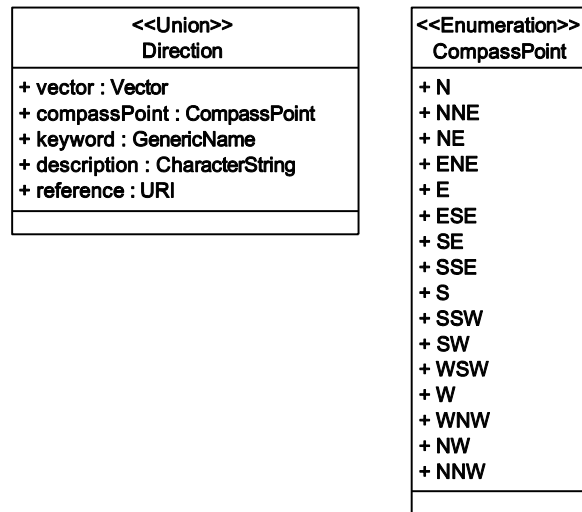 <<Union>>
Direction
+ vector : Vector
+ compassPoint : CompassPoint
+ keyword : GenericName
+ description : CharacterString
+ reference : URI
<<Enumeration>>
CompassPoint
+ N
+ NNE
+ NE
+ ENE
+ E
+ ESE
+ SE
+ SSE
+ S
+ SSW
+ SW
+ WSW
+ W
+ WNW
+ NW
+ NNW